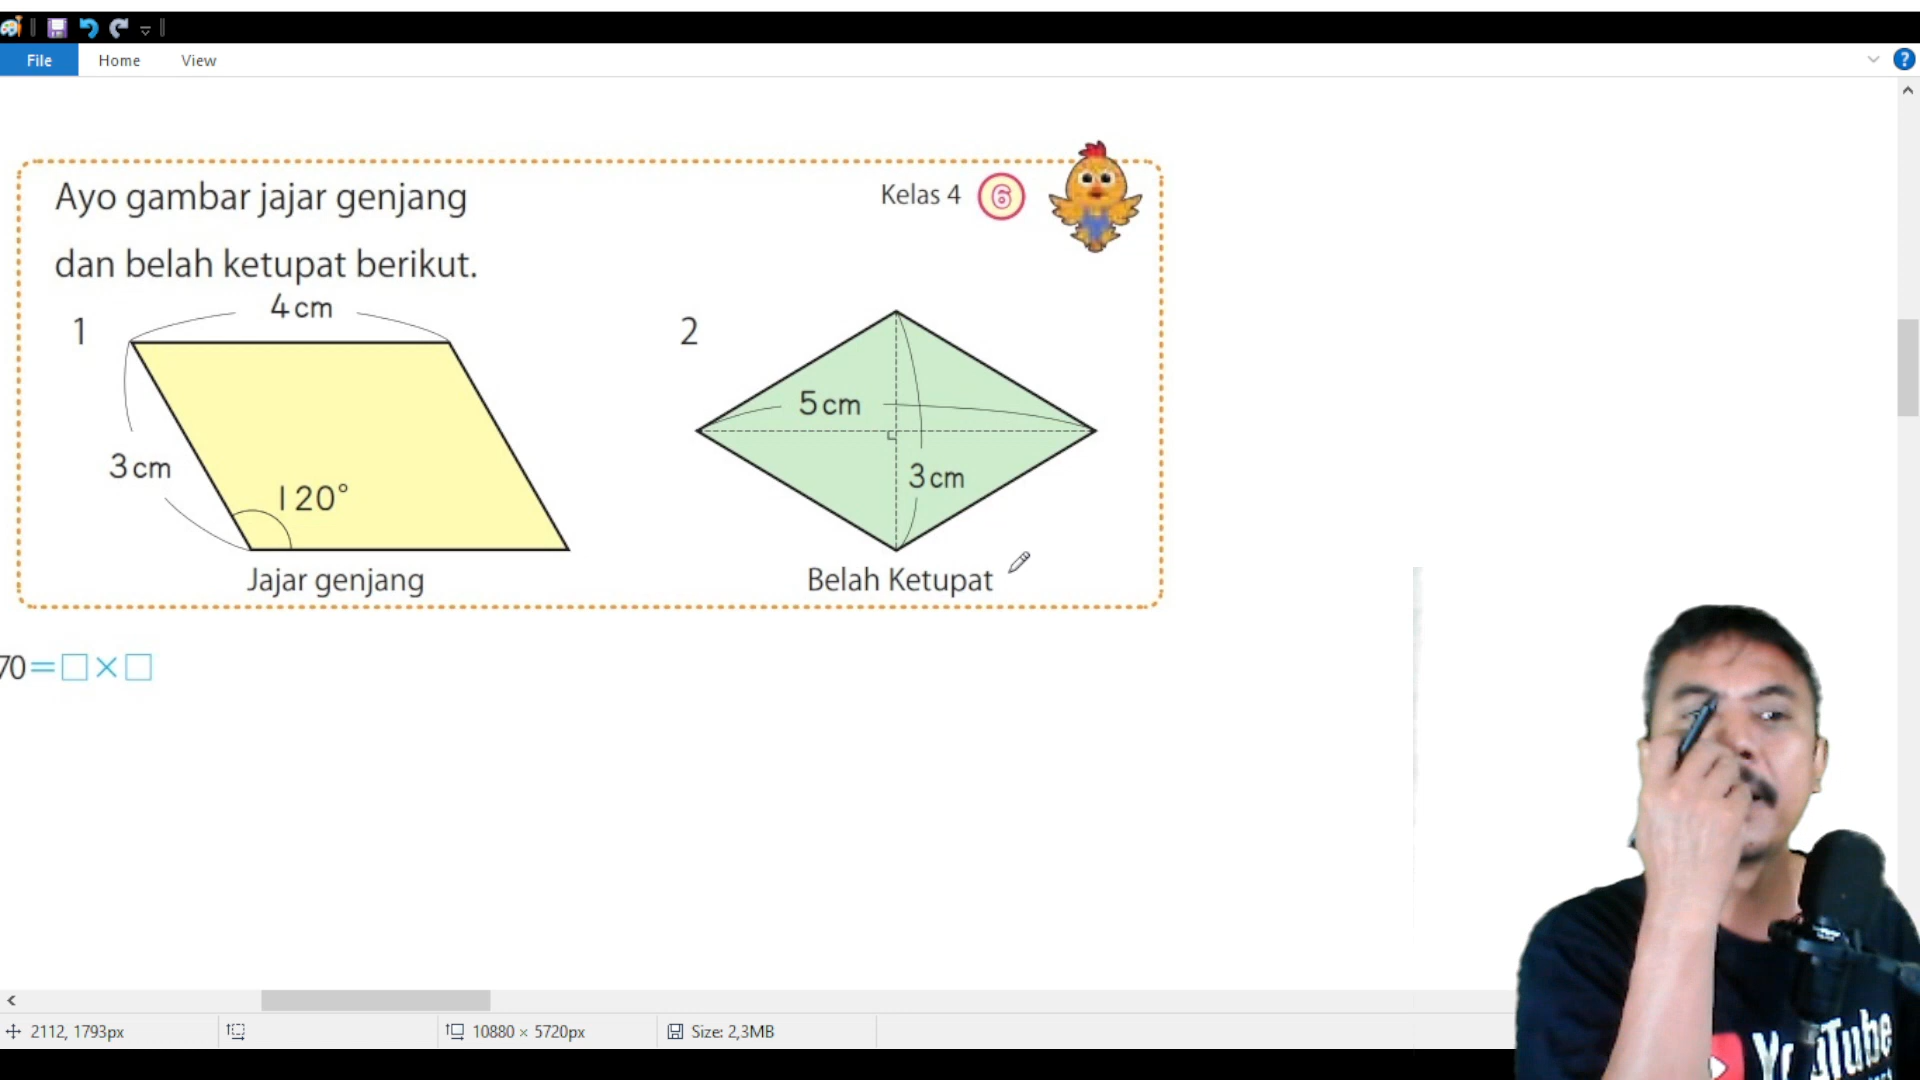 File Home View
Ayo gambar jajar genjang
dan belah ketupat berikut.
Kelas 4 6
1
4 cm
3 cm
120°
Jajar genjang
2
5 cm
3 cm
Belah Ketupat
70=□×□
2112, 1793px
10880 × 5720px
Size: 2,3MB
YouTube